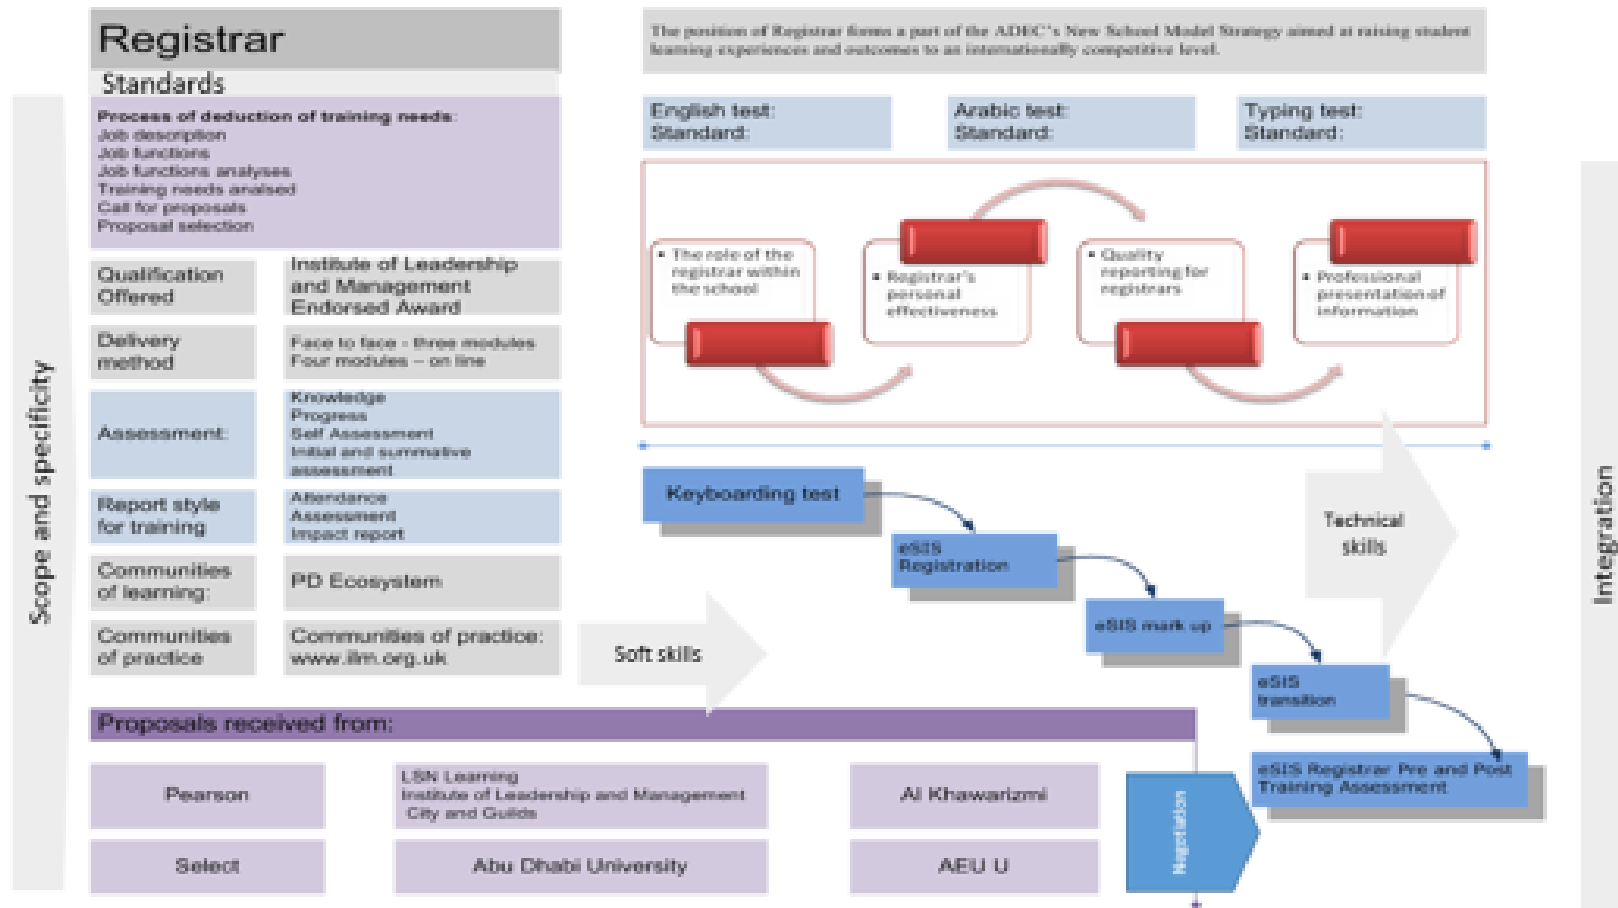 Registrar
Standards
Process of deduction of training needs:
Job description
Job functions
Job functions analyses
Training needs analsed
Call for proposals
Proposal selection
Qualification
Offered
Institute of Leadership
and Management
Endorsed Award
Delivery
method
Face to face - three modules
Four modules – on line
Assessment:
Knowledge
Progress
Self Assessment
Initial and summative
assessment
Report style
for training
Attendance
Assessment
Impact report
Communities
of learning:
PD Ecosystem
Communities
of practice
Communities of practice:
www.ilm.org.uk
Scope and specificity
The position of Registrar forms a part of the ADEC's New School Model Strategy aimed at raising student
learning experiences and outcomes to an internationally competitive level.
English test:
Standard:
Arabic test:
Standard:
Typing test:
Standard:
• The role of the
registrar within
the school
• Registrar's
personal
effectiveness
• Quality
reporting for
registrars
• Professional
presentation of
information
Keyboarding test
eSIS
Registration
eSIS mark up
eSIS
transition
eSIS Registrar Pre and Post
Training Assessment
Technical
skills
Soft skills
Integration
Proposals received from:
Pearson
LSN Learning
Institute of Leadership and Management
City and Guilds
Al Khawarizmi
Select
Abu Dhabi University
AEU U
Negotiation